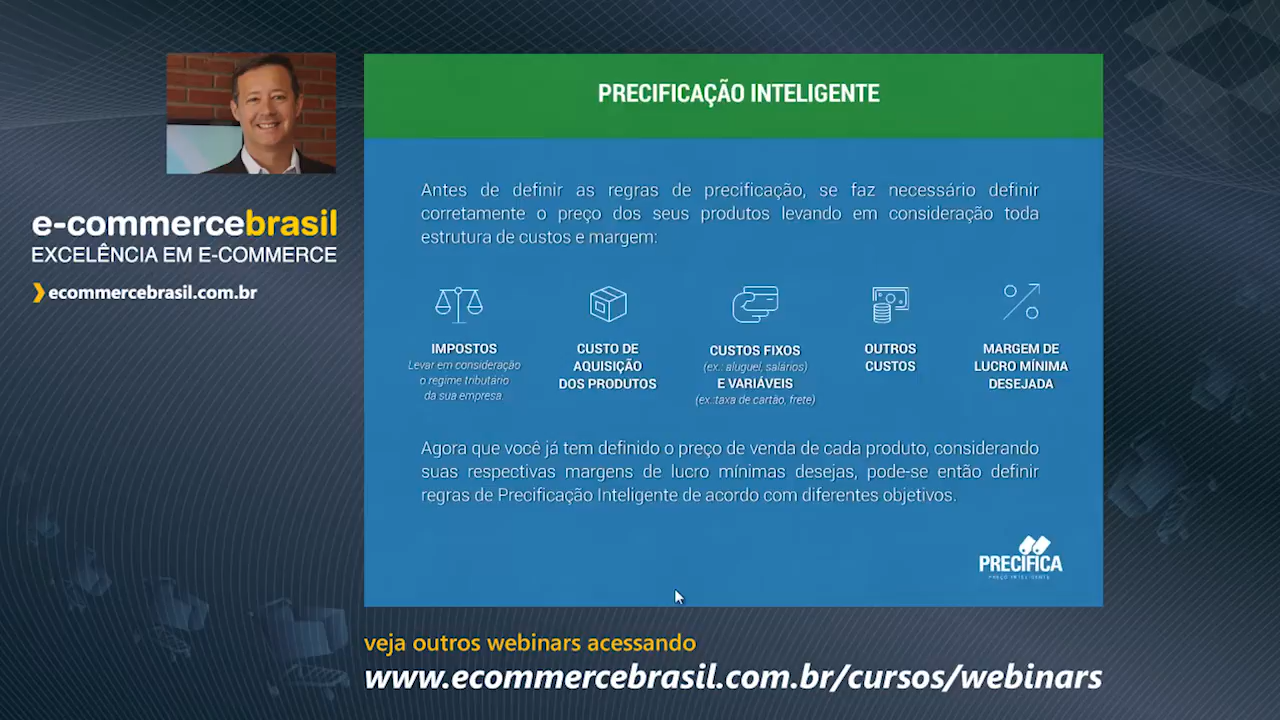 PRECIFICAÇÃO INTELIGENTE
Antes de definir as regras de precificação, se faz necessário definir
corretamente o preço dos seus produtos levando em consideração toda
estrutura de custos e margem:
IMPOSTOS
Levar em consideração
o regime tributário
da sua empresa.
CUSTO DE
AQUISIÇÃO
DOS PRODUTOS
CUSTOS FIXOS
(ex.: aluguel, salários)
E VARIÁVEIS
(ex.:taxa de cartão, frete)
OUTROS
CUSTOS
MARGEM DE
LUCRO MÍNIMA
DESEJADA
Agora que você já tem definido o preço de venda de cada produto, considerando
suas respectivas margens de lucro mínimas desejas, pode-se então definir
regras de Precificação Inteligente de acordo com diferentes objetivos.
PRECIFICA
PREÇO INTELIGENTE
e-commercebrasil
EXCELÊNCIA EM E-COMMERCE
ecommercebrasil.com.br
veja outros webinars acessando
www.ecommercebrasil.com.br/cursos/webinars